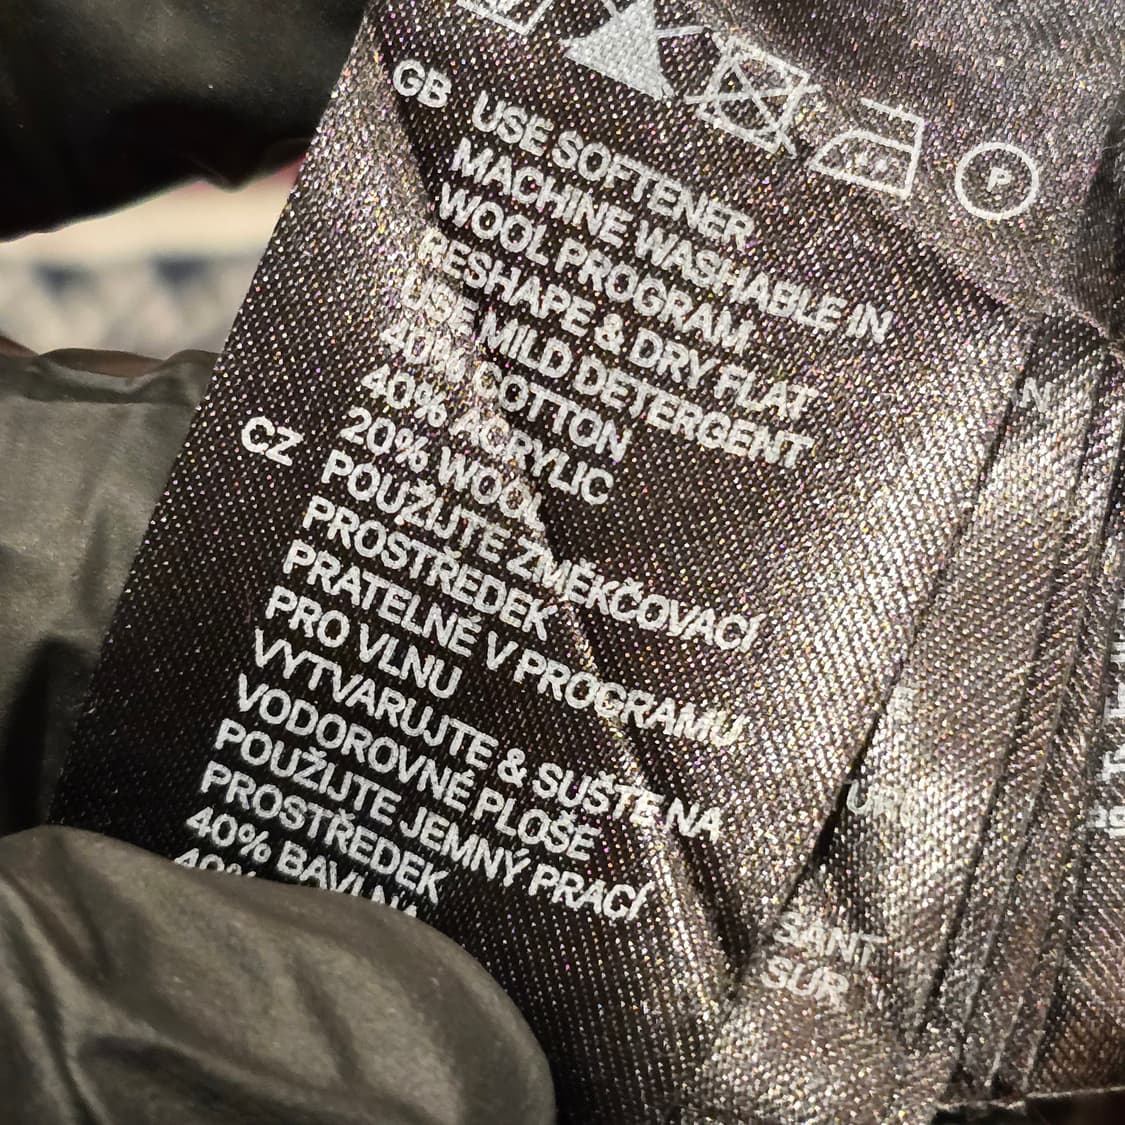 P
GB USE SOFTENER
MACHINE WASHABLE IN
WOOL PROGRAM
RESHAPE & DRY FLAT
USE MILD DETERGENT
40% COTTON
40% ACRYLIC
20% WOOL
CZ POUŽIJTE ZMĚKČOVACÍ
PROSTŘEDEK
PRATELNÉ V PROGRAMU
PRO VLNU
VYTVARUJTE & SUŠTE NA
VODOROVNÉ PLOŠE
POUŽIJTE JEMNÝ PRACÍ
PROSTŘEDEK
40% BAVLNA
SANT
SUR